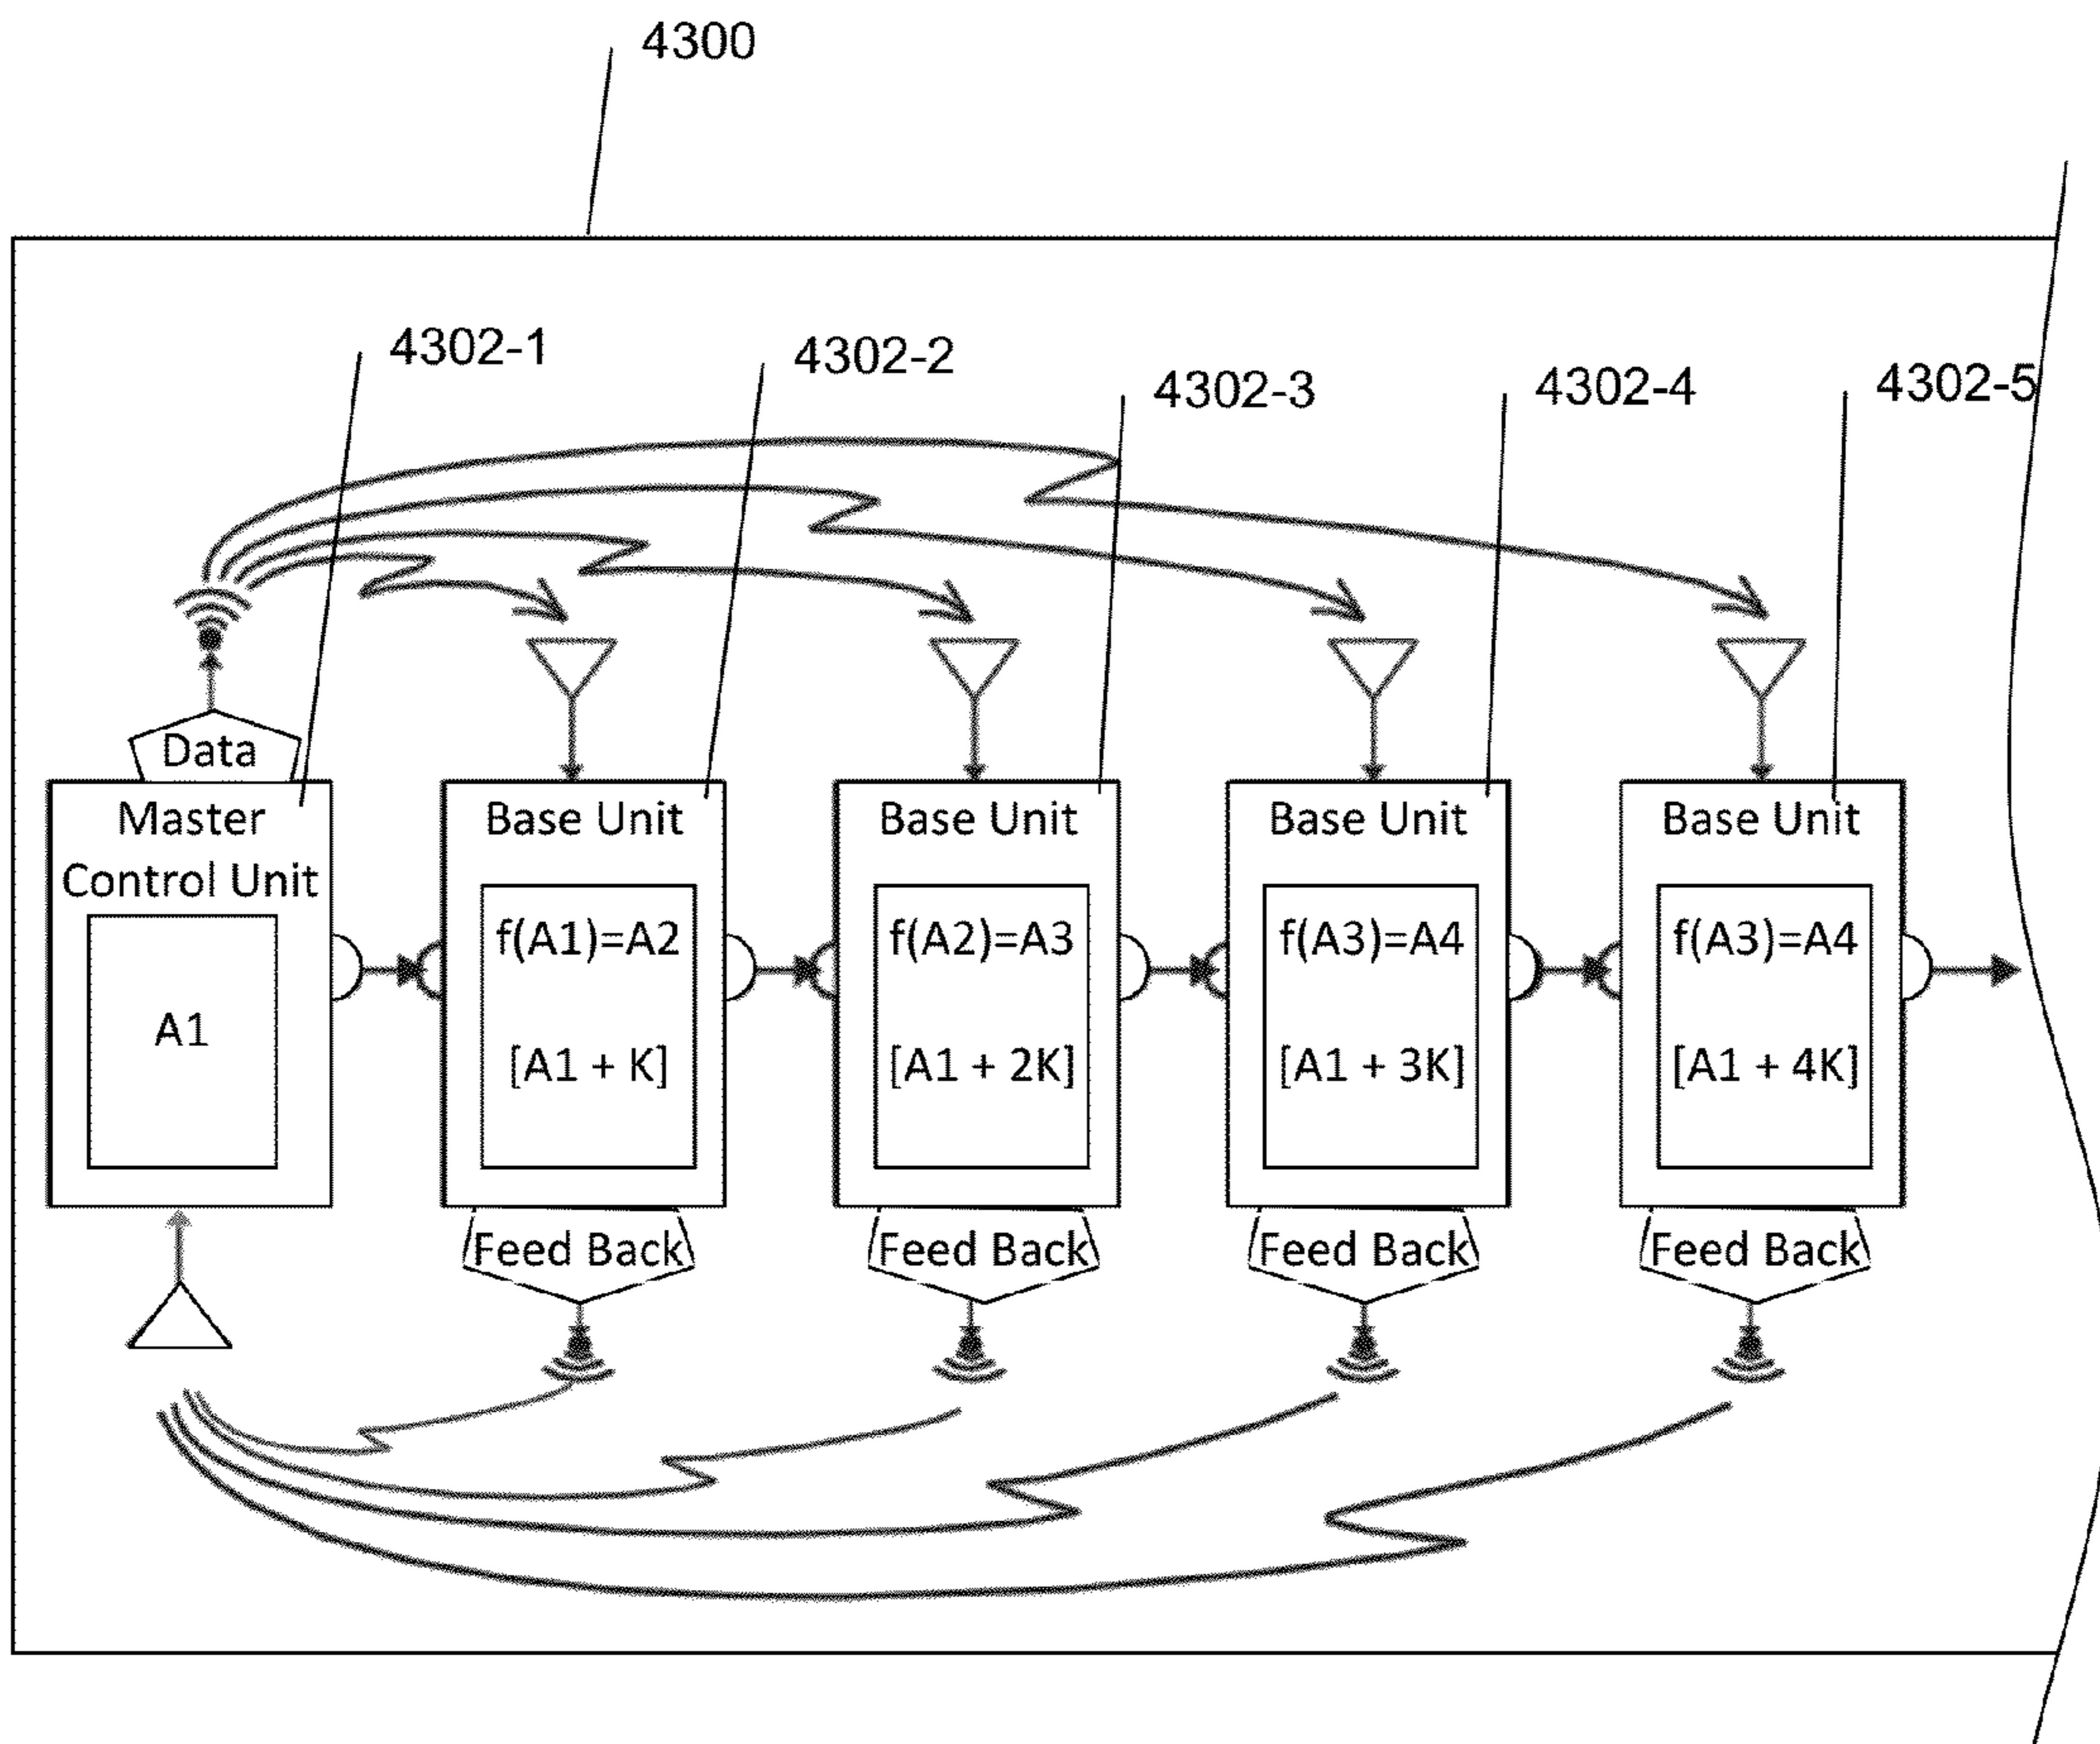 4300
4302-1
4302-2
4302-3
4302-4
4302-5
Data
Master
Control Unit
A1
Base Unit
f(A1)=A2
[A1 + K]
Feed Back
Base Unit
f(A2)=A3
[A1 + 2K]
Feed Back
Base Unit
f(A3)=A4
[A1 + 3K]
Feed Back
Base Unit
f(A3)=A4
[A1 + 4K]
Feed Back